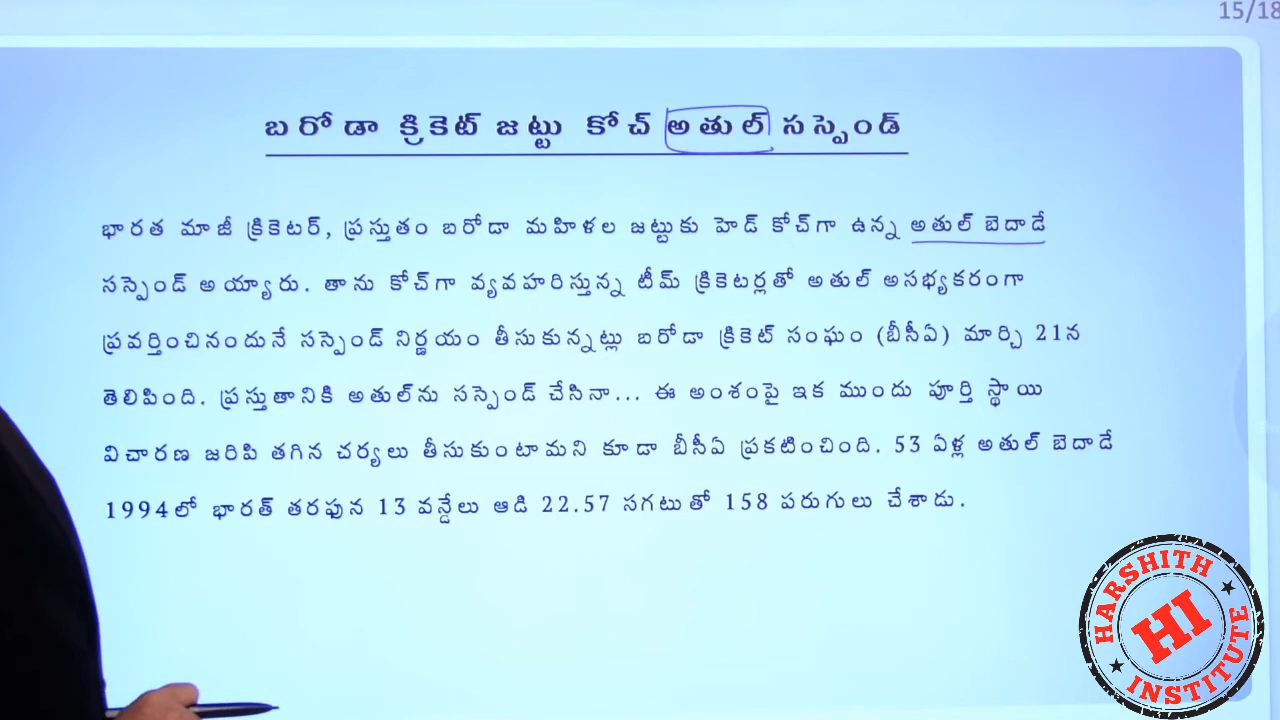 15/18
బరోడా క్రికెట్ జట్టు కోచ్ అతుల్ సస్పెండ్
భారత మాజీ క్రికెటర్, ప్రస్తుతం బరోడా మహిళల జట్టుకు హెడ్ కోచ్‌గా ఉన్న అతుల్ బెదాడే
సస్పెండ్ అయ్యారు. తాను కోచ్‌గా వ్యవహరిస్తున్న టీమ్ క్రికెటర్లతో అతుల్ అసభ్యకరంగా
ప్రవర్తించినందునే సస్పెండ్ నిర్ణయం తీసుకున్నట్లు బరోడా క్రికెట్ సంఘం (బీసీఏ) మార్చి 21న
తెలిపింది. ప్రస్తుతానికి అతుల్‌ను సస్పెండ్ చేసినా... ఈ అంశంపై ఇక ముందు పూర్తి స్థాయి
విచారణ జరిపి తగిన చర్యలు తీసుకుంటామని కూడా బీసీఏ ప్రకటించింది. 53 ఏళ్ల అతుల్ బెదాడే
1994లో భారత్ తరఫున 13 వన్డేలు ఆడి 22.57 సగటుతో 158 పరుగులు చేశాడు.
HARSHITH
HI
INSTITUTE